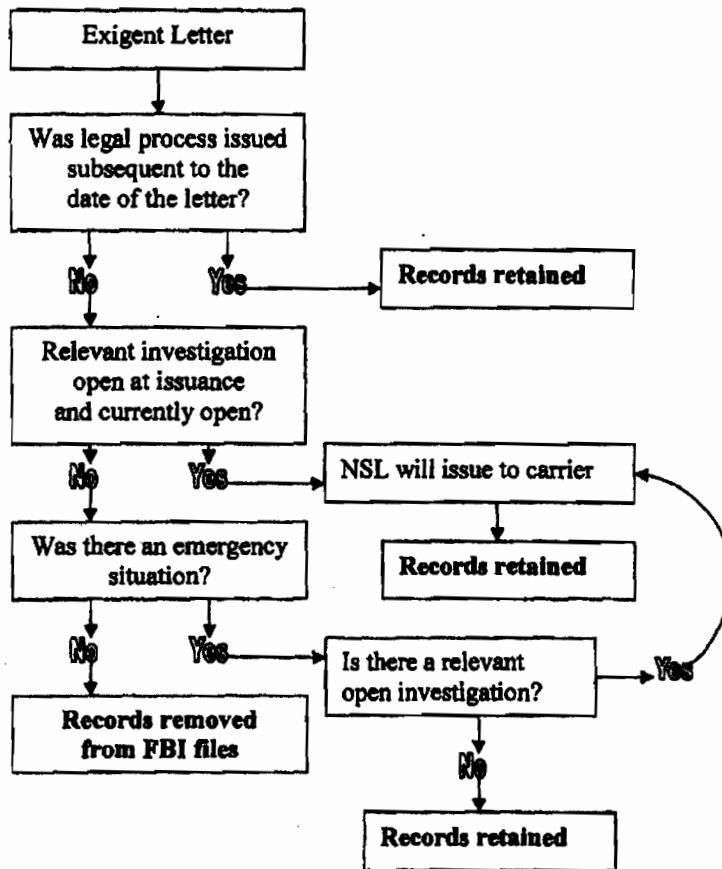 Exigent Letter
Was legal process issued
subsequent to the
date of the letter?
No
Yes
Records retained
Relevant investigation
open at issuance
and currently open?
No
Yes
NSL will issue to carrier
Records retained
Was there an emergency
situation?
No
Yes
Is there a relevant
open investigation?
Yes
Records removed
from FBI files
No
Records retained